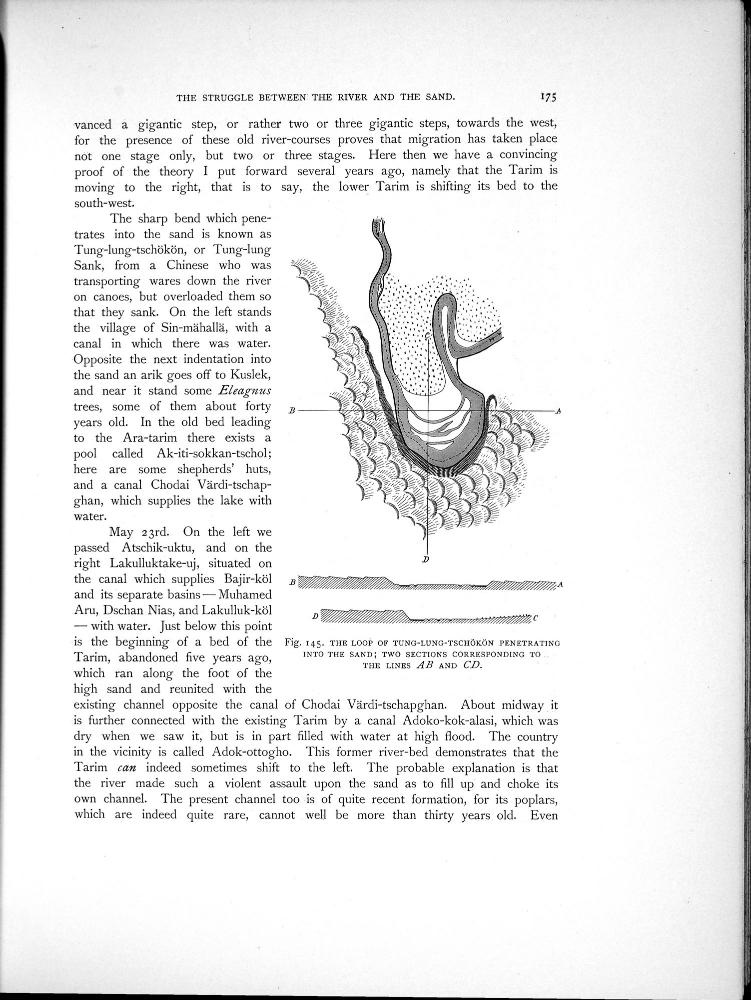 THE STRUGGLE BETWEEN THE RIVER AND THE SAND. 175
vanced a gigantic step, or rather two or three gigantic steps, towards the west,
for the presence of these old river-courses proves that migration has taken place
not one stage only, but two or three stages. Here then we have a convincing
proof of the theory I put forward several years ago, namely that the Tarim is
moving to the right, that is to say, the lower Tarim is shifting its bed to the
south-west.
The sharp bend which pene-
trates into the sand is known as
Tung-lung-tschökön, or Tung-lung
Sank, from a Chinese who was
transporting wares down the river
on canoes, but overloaded them so
that they sank. On the left stands
the village of Sin-mähallä, with a
canal in which there was water.
Opposite the next indentation into
the sand an arik goes off to Kuslek,
and near it stand some Eleagnus
trees, some of them about forty
years old. In the old bed leading
to the Ara-tarim there exists a
pool called Ak-iti-sokkan-tschol;
here are some shepherds' huts,
and a canal Chodai Värdi-tschap-
ghan, which supplies the lake with
water.
May 23rd. On the left we
passed Atschik-uktu, and on the
right Lakulluktake-uj, situated on
the canal which supplies Bajir-köl
and its separate basins — Muhamed
Aru, Dschan Nias, and Lakulluk-köl
— with water. Just below this point
is the beginning of a bed of the
Tarim, abandoned five years ago,
which ran along the foot of the
high sand and reunited with the
B A
C
D
B A
D C
Fig. 145. THE LOOP OF TUNG-LUNG-TSCHÖKÖN PENETRATING
INTO THE SAND; TWO SECTIONS CORRESPONDING TO
THE LINES AB AND CD.
existing channel opposite the canal of Chodai Värdi-tschapghan. About midway it
is further connected with the existing Tarim by a canal Adoko-kok-alasi, which was
dry when we saw it, but is in part filled with water at high flood. The country
in the vicinity is called Adok-ottogho. This former river-bed demonstrates that the
Tarim can indeed sometimes shift to the left. The probable explanation is that
the river made such a violent assault upon the sand as to fill up and choke its
own channel. The present channel too is of quite recent formation, for its poplars,
which are indeed quite rare, cannot well be more than thirty years old. Even